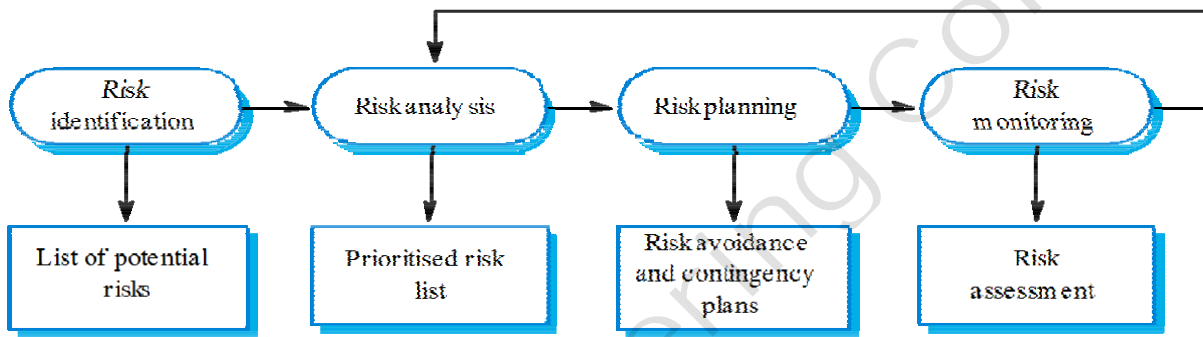 Risk
identification
Risk analysis
Risk planning
Risk
monitoring
List of potential
risks
Prioritised risk
list
Risk avoidance
and contingency
plans
Risk
assessment